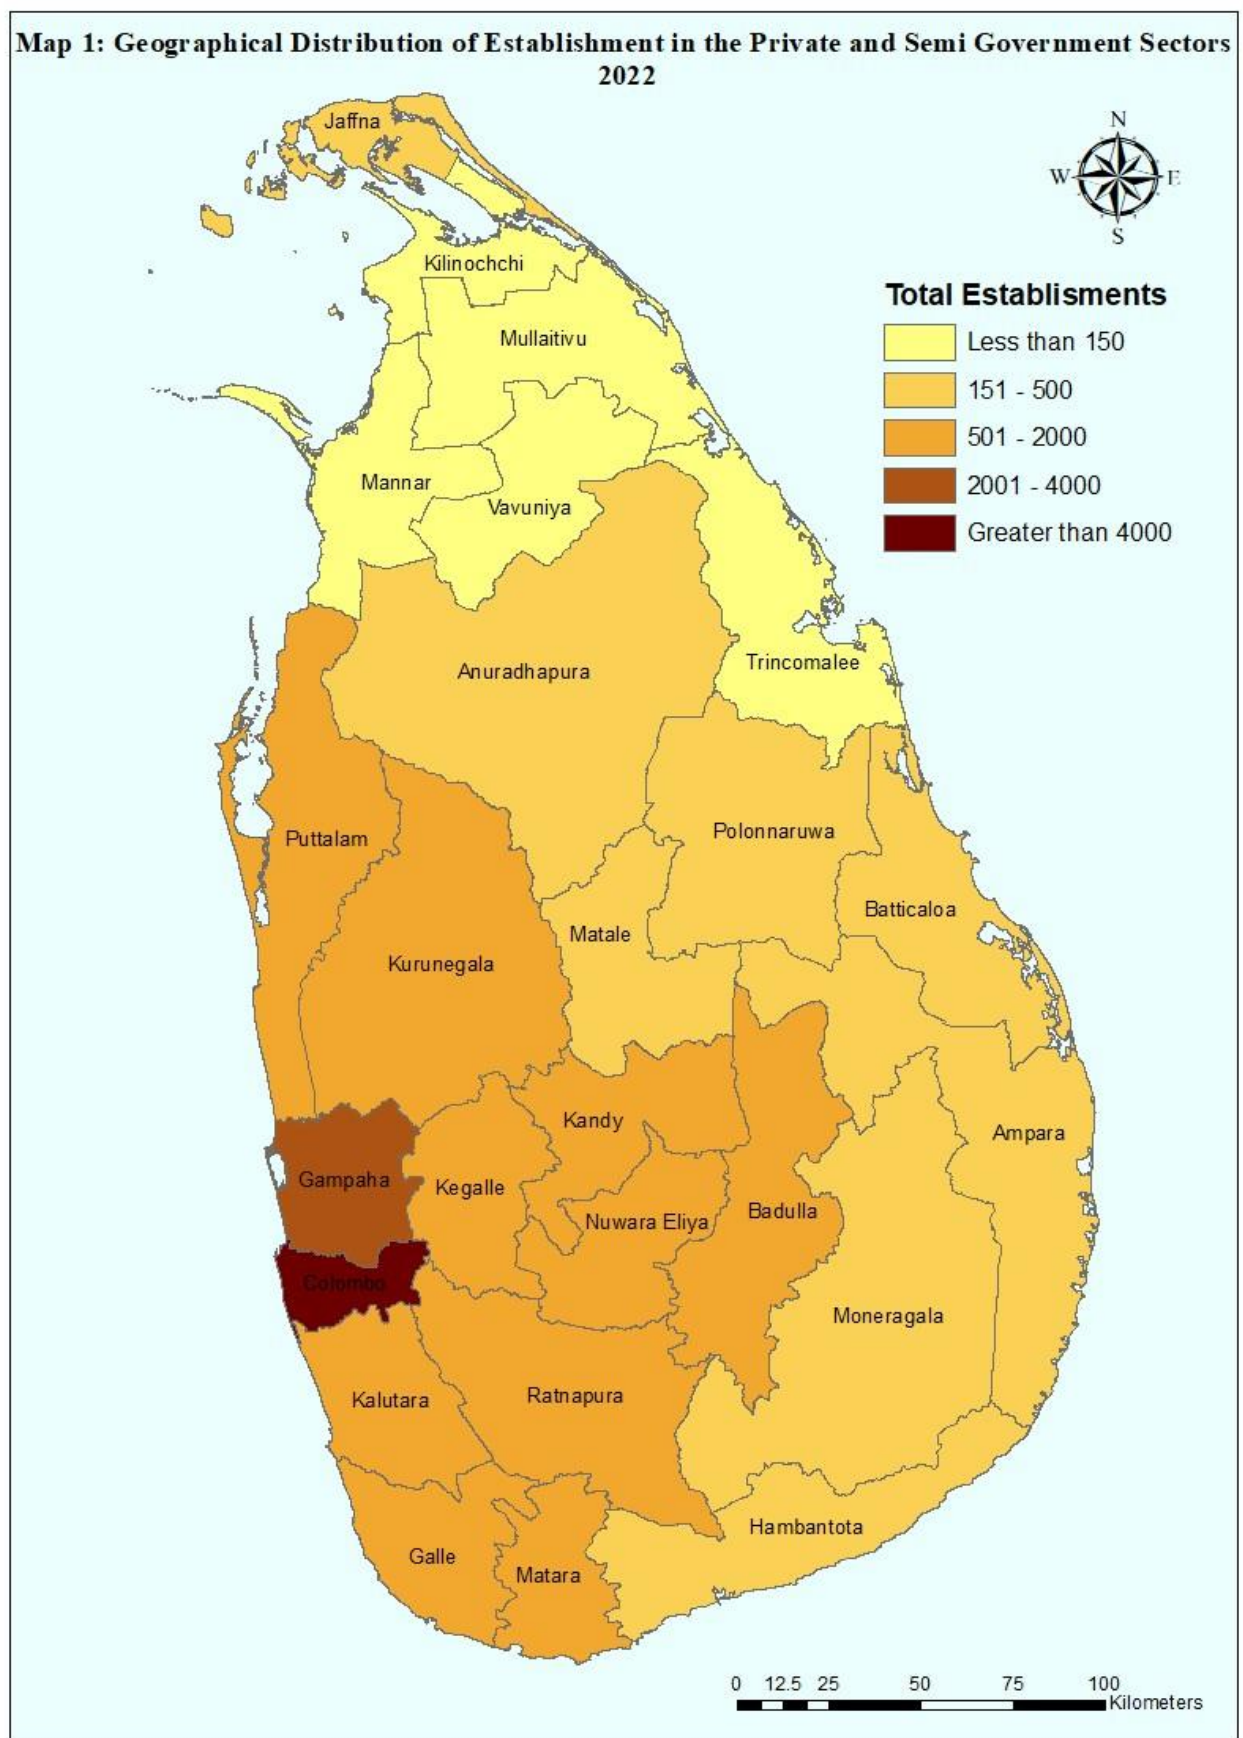 Map 1: Geographical Distribution of Establishment in the Private and Semi Government Sectors
2022
Jaffna
N
W E
S
Kilinochchi
Total Establisments
Less than 150
Mullaitivu
151 - 500
501 - 2000
Mannar
2001 - 4000
Vavuniya
Greater than 4000
Trincomalee
Anuradhapura
Polonnaruwa
Puttalam
Batticaloa
Matale
Kurunegala
Kandy
Ampara
Gampaha
Kegalle
Badulla
Nuwara Eliya
Colombo
Moneragala
Ratnapura
Kalutara
Hambantota
Galle
Matara
0 12.5 25 50 75 100
Kilometers